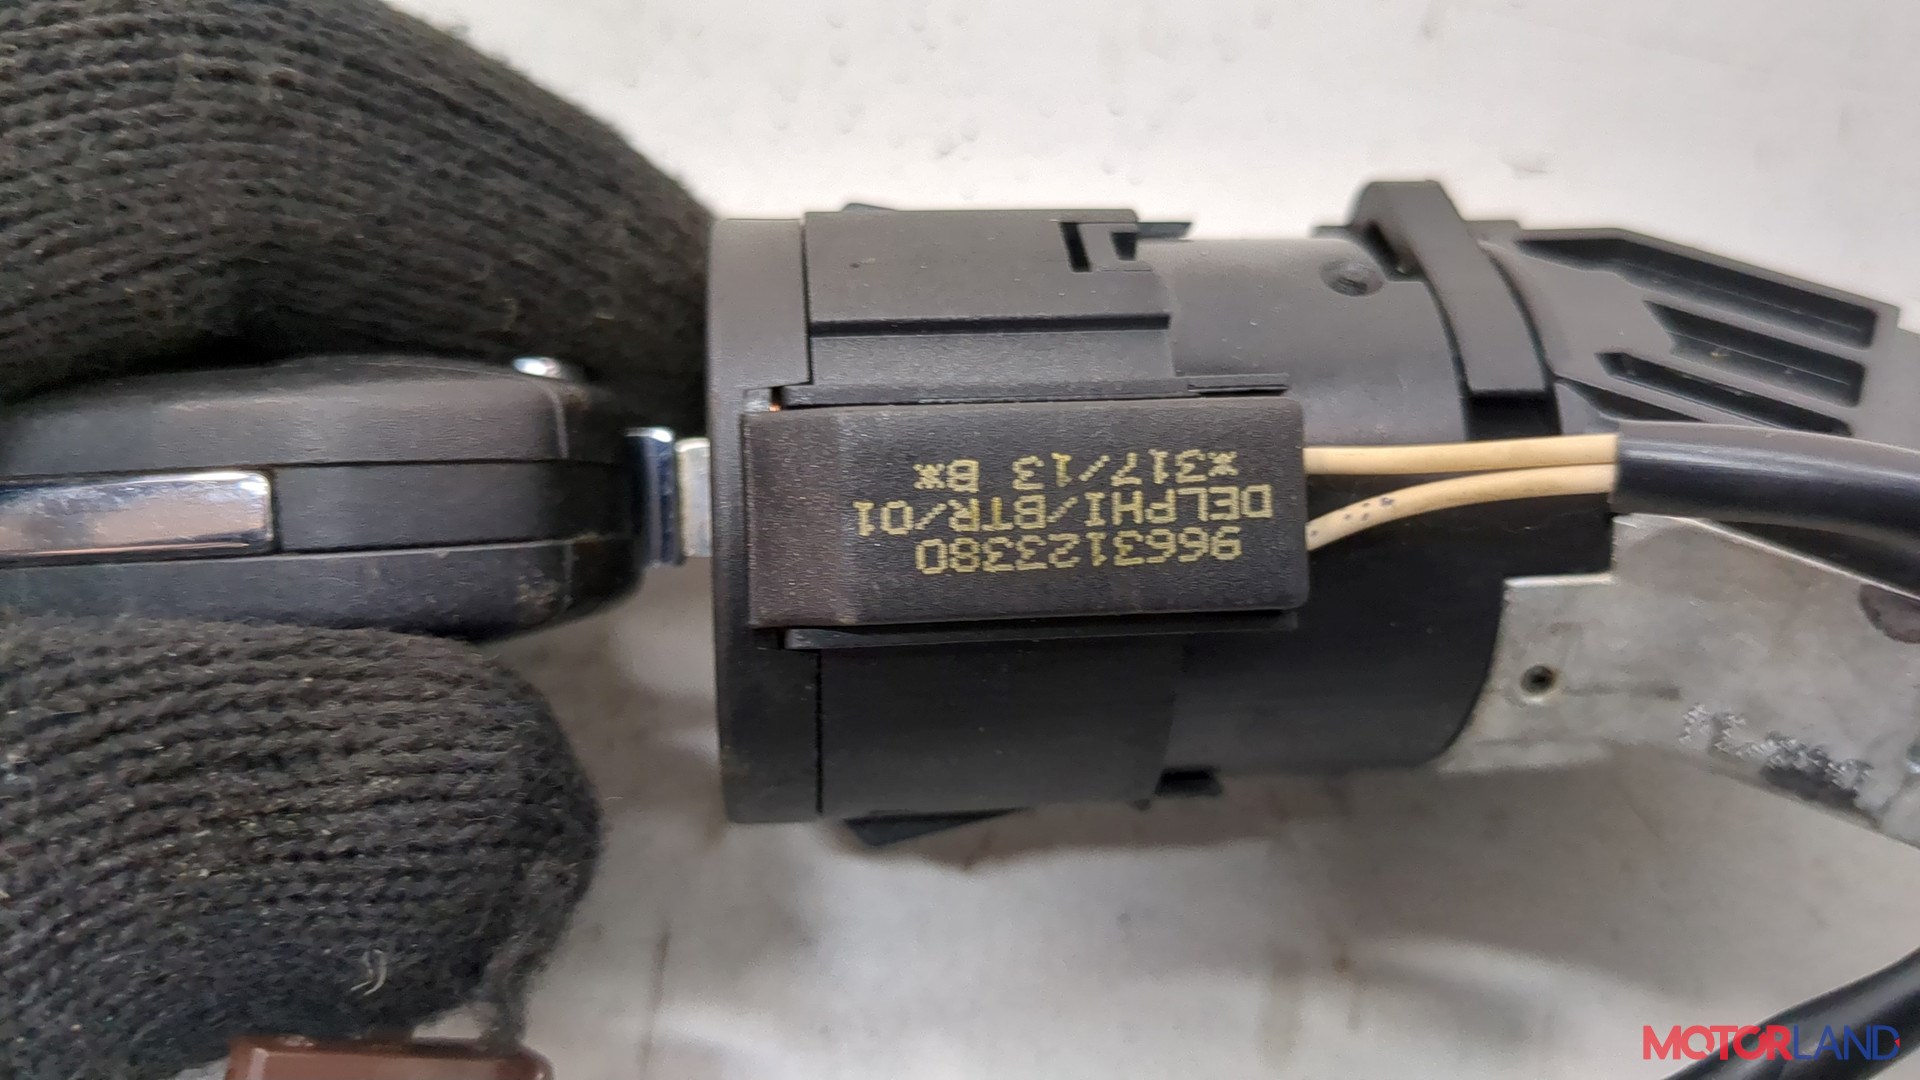 9663123380
DELPHI/BTR/01
*317/13 B*
MOTORLAND